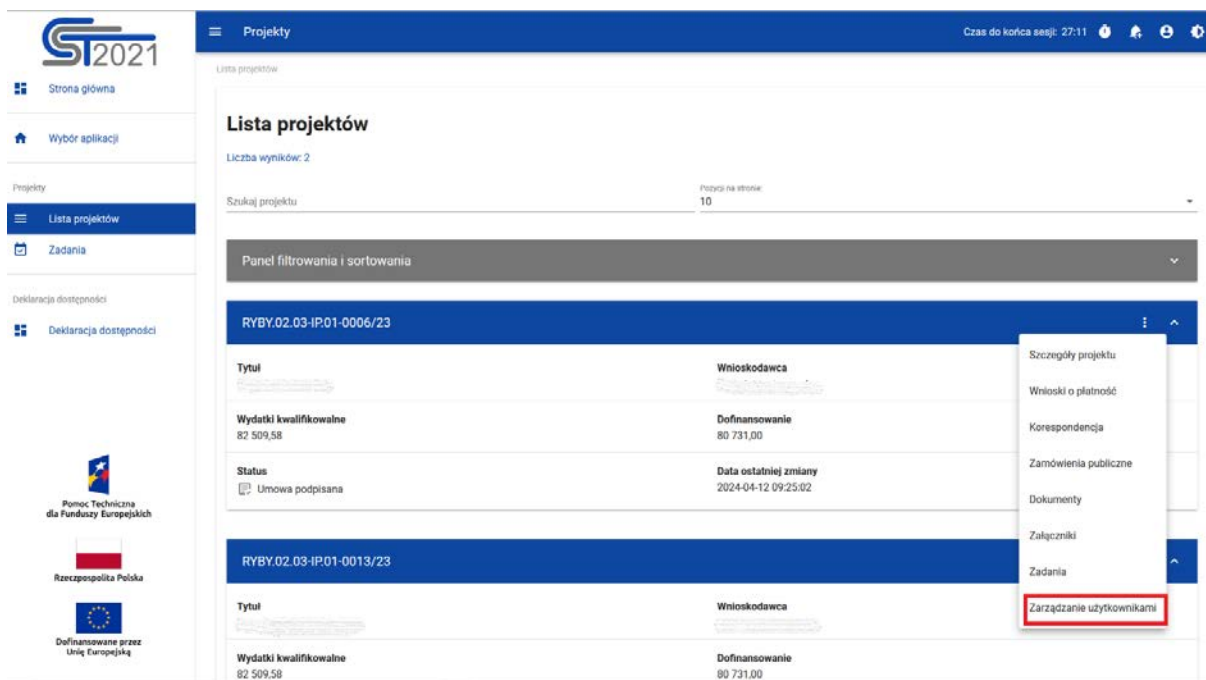 ST2021
Strona główna
Wybór aplikacji
Projekty
Lista projektów
Zadania
Deklaracja dostępności
Deklaracja dostępności
Pomoc Techniczna
dla Funduszy Europejskich
Rzeczpospolita Polska
Dofinansowane przez
Unię Europejską
Projekty
Czas do końca sesji: 27:11
Lista projektów
Lista projektów
Liczba wyników: 2
Szukaj projektu
Pozycji na stronie:
10
Panel filtrowania i sortowania
RYBY.02.03-IP.01-0006/23
Tytuł
Wnioskodawca
Wydatki kwalifikowalne
82 509,58
Dofinansowanie
80 731,00
Status
Umowa podpisana
Data ostatniej zmiany
2024-04-12 09:25:02
Szczegóły projektu
Wnioski o płatność
Korespondencja
Zamówienia publiczne
Dokumenty
Załączniki
Zadania
Zarządzanie użytkownikami
RYBY.02.03-IP.01-0013/23
Tytuł
Wnioskodawca
Wydatki kwalifikowalne
82 509,58
Dofinansowanie
80 731,00